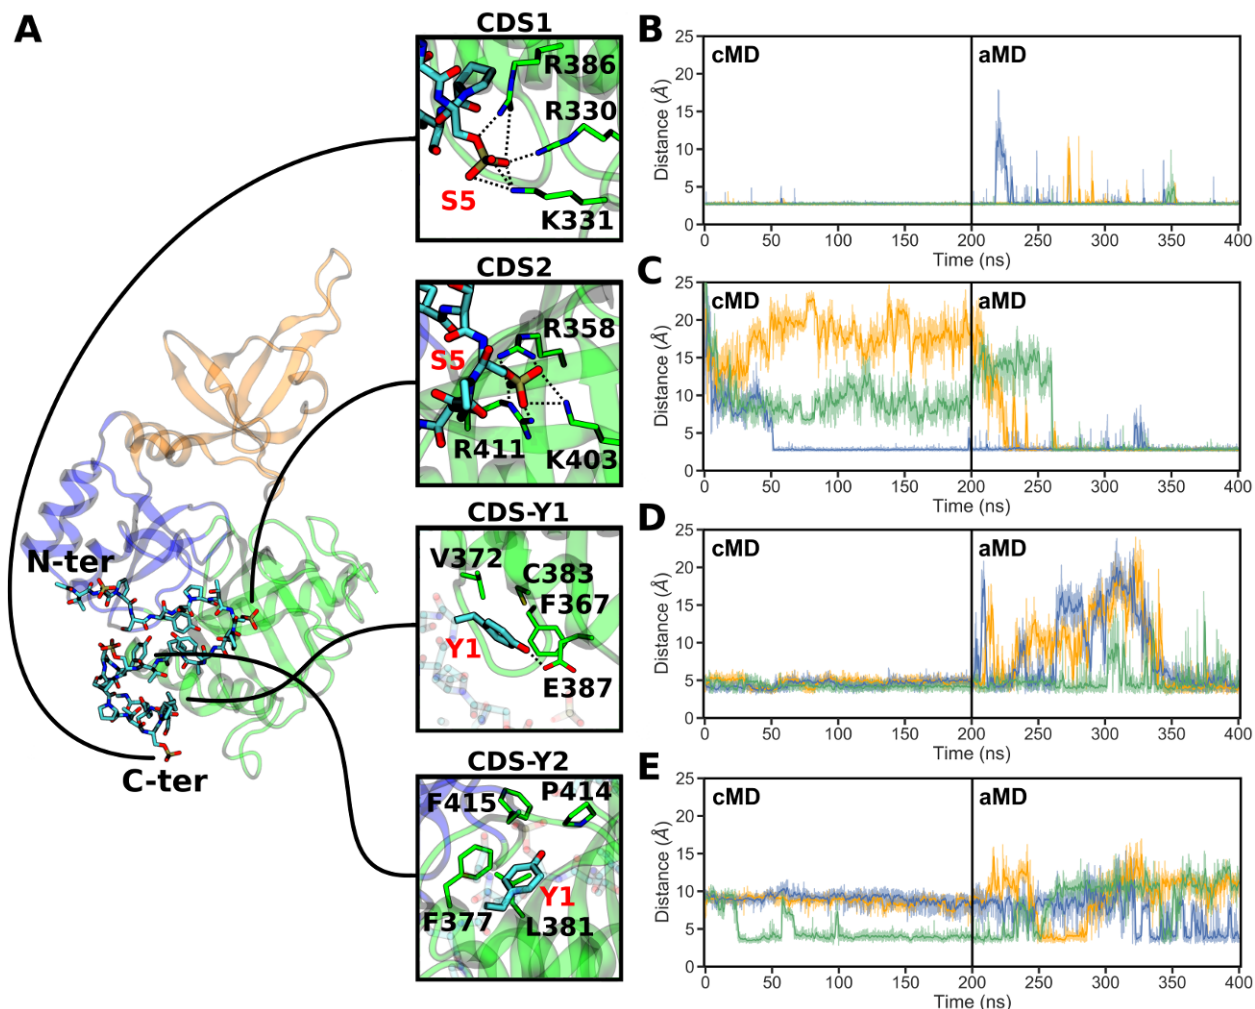 A
N-ter
C-ter
CDS1
R386
R330
S5
K331
CDS2
R358
S5
R411
K403
CDS-Y1
V372
C383
F367
Y1
E387
CDS-Y2
F415
P414
Y1
F377
L381
B
cMD
aMD
25
20
15
10
5
0
Distance (Å)
0 50 100 150 200 250 300 350 400
Time (ns)
C
cMD
aMD
25
20
15
10
5
0
Distance (Å)
0 50 100 150 200 250 300 350 400
Time (ns)
D
cMD
aMD
25
20
15
10
5
0
Distance (Å)
0 50 100 150 200 250 300 350 400
Time (ns)
E
cMD
aMD
25
20
15
10
5
0
Distance (Å)
0 50 100 150 200 250 300 350 400
Time (ns)